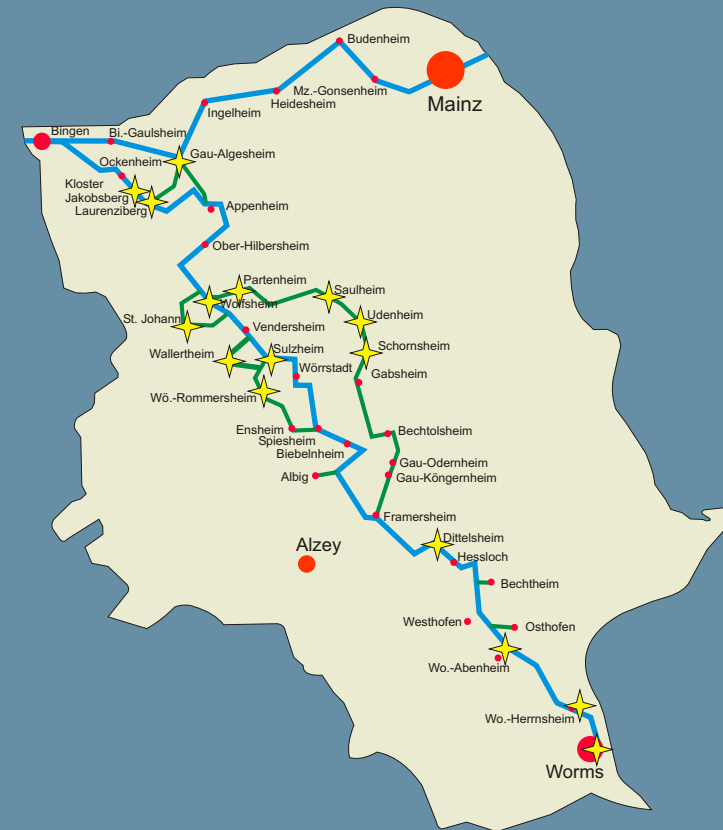 Budenheim
Mz.-Gonsenheim
Heidesheim
Mainz
Ingelheim
Bingen
Bi.-Gaulsheim
Gau-Algesheim
Ockenheim
Kloster
Jakobsberg
Laurenziberg
Appenheim
Ober-Hilbersheim
Partenheim
Saulheim
Wolfsheim
St. Johann
Udenheim
Vendersheim
Schornsheim
Wallertheim
Sulzheim
Wörrstadt
Gabsheim
Wö.-Rommersheim
Ensheim
Spiesheim
Biebelnheim
Bechtolsheim
Gau-Odernheim
Albig
Gau-Köngernheim
Framersheim
Dittelsheim
Alzey
Hessloch
Bechtheim
Westhofen
Osthofen
Wo.-Abenheim
Wo.-Herrnsheim
Worms